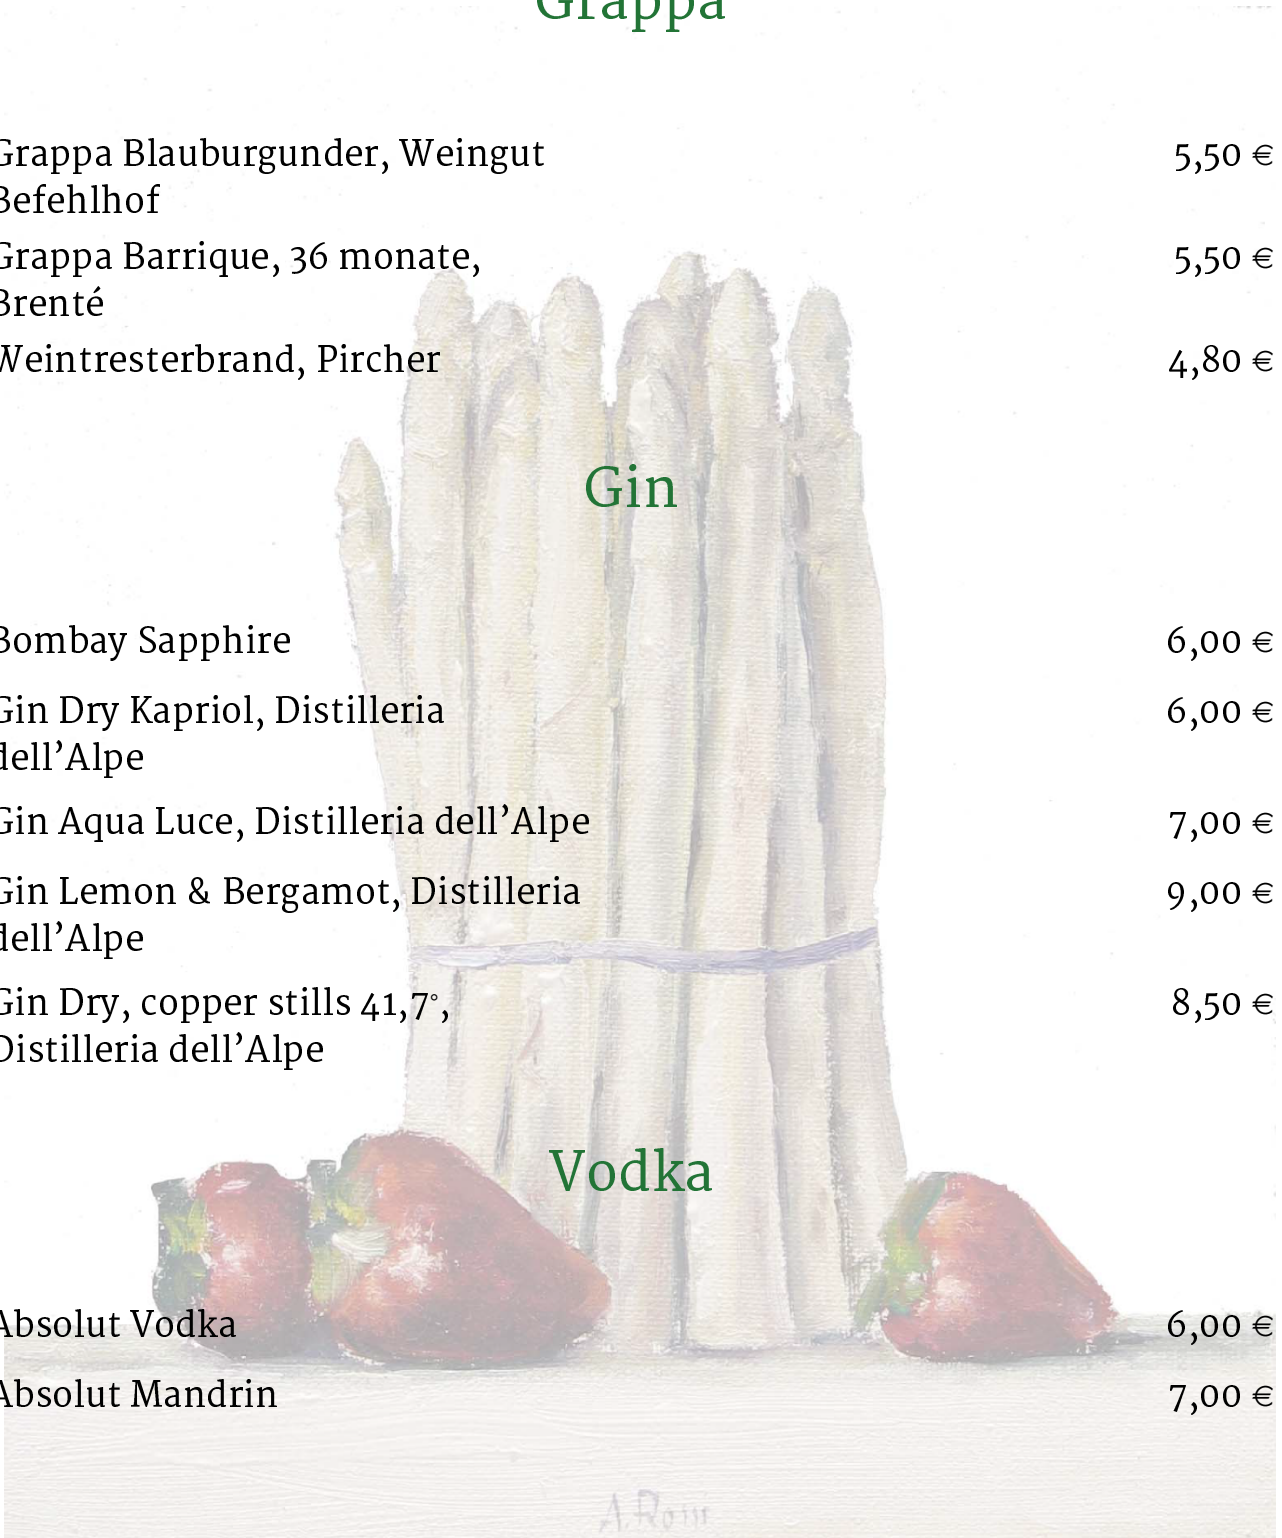 Grappa
Grappa Blauburgunder, Weingut 5,50 €
Befehlhof
Grappa Barrique, 36 monate, 5,50 €
Brenté
Weintresterbrand, Pircher 4,80 €
Gin
Bombay Sapphire 6,00 €
Gin Dry Kapriol, Distilleria 6,00 €
dell’Alpe
Gin Aqua Luce, Distilleria dell’Alpe 7,00 €
Gin Lemon & Bergamot, Distilleria 9,00 €
dell’Alpe
Gin Dry, copper stills 41,7°, 8,50 €
Distilleria dell’Alpe
Vodka
Absolut Vodka 6,00 €
Absolut Mandrin 7,00 €